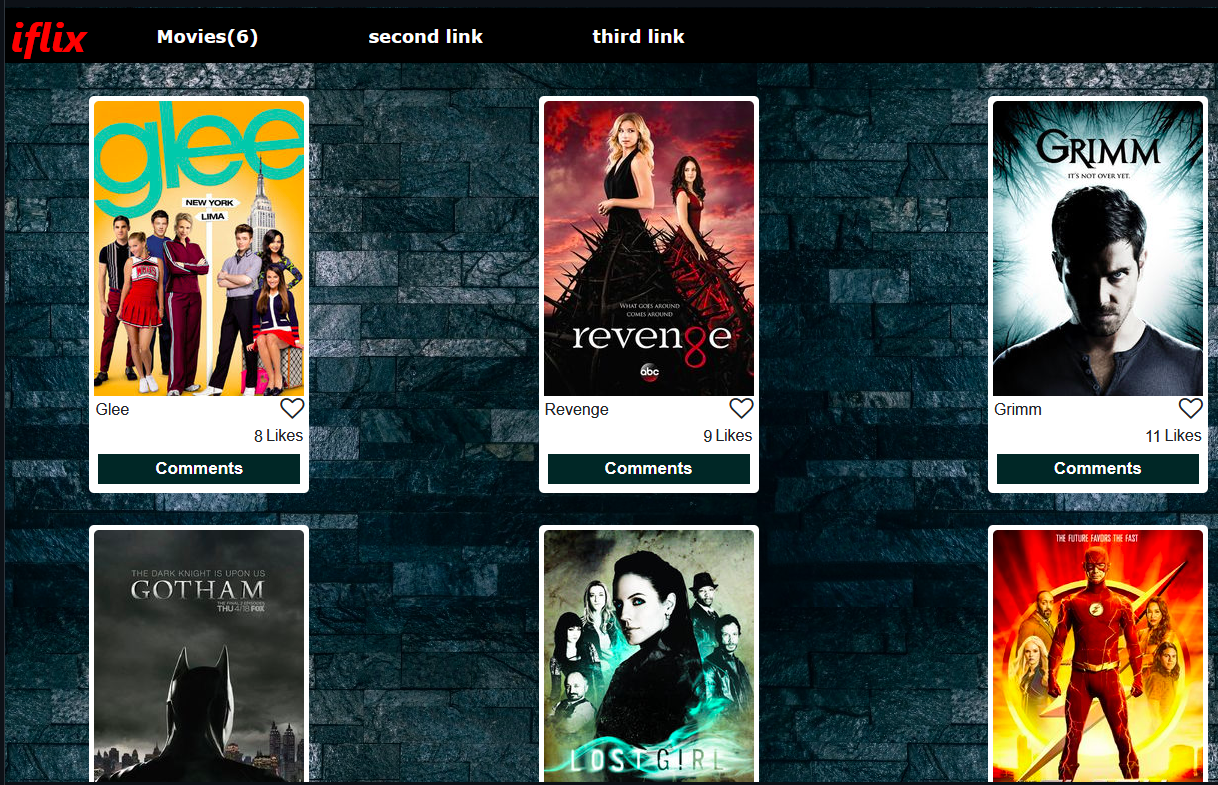 iflix Movies(6) second link third link
glee
NEW YORK
LIMA
WHAT GOES AROUND
COMES AROUND
revenge
abc
GRIMM
IT'S NOT OVER YET.
Glee
Revenge
Grimm
8 Likes
9 Likes
11 Likes
Comments
Comments
Comments
THE DARK KNIGHT IS UPON US
GOTHAM
THE FINAL 2 EPISODES
THU 4/18 FOX
LOST GIRL
THE FUTURE FAVORS THE FAST